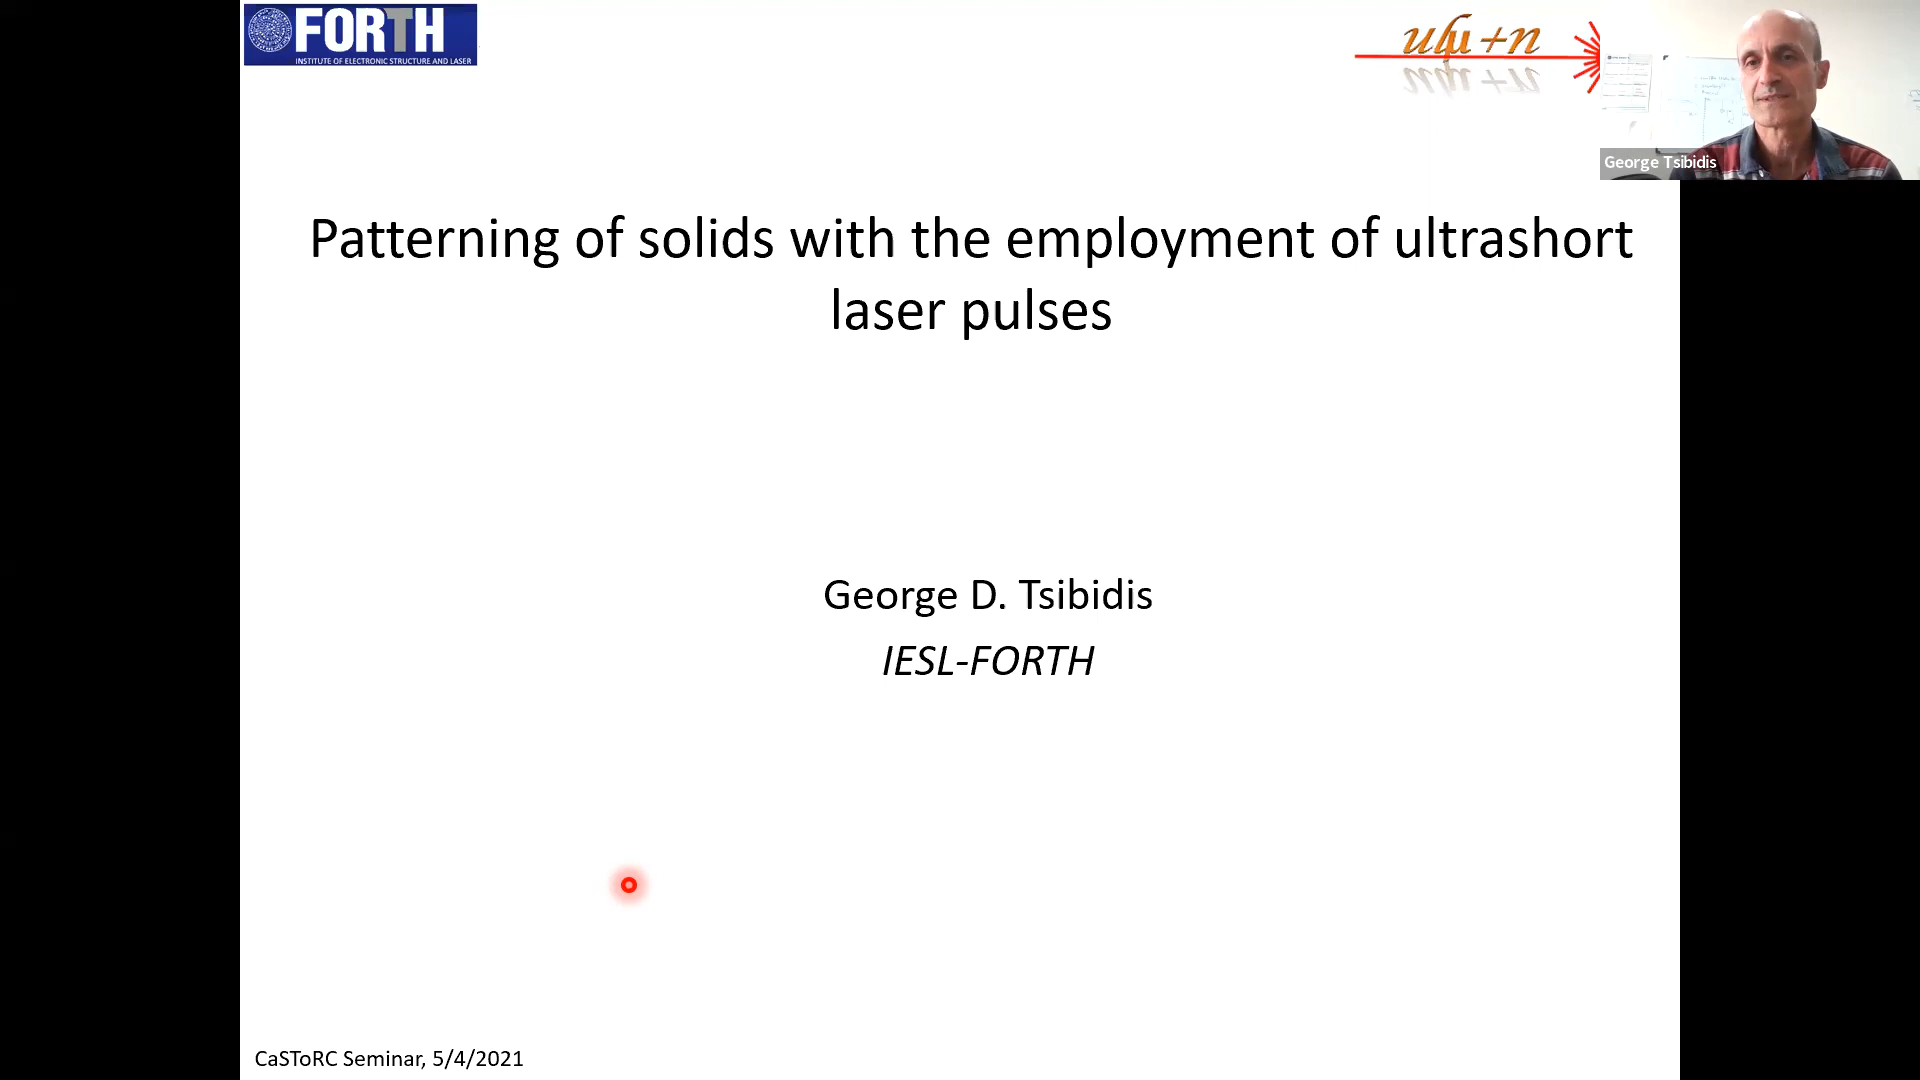 FORTH
INSTITUTE OF ELECTRONIC STRUCTURE AND LASER
George Tsibidis
Patterning of solids with the employment of ultrashort
laser pulses
George D. Tsibidis
IESL-FORTH
CaSToRC Seminar, 5/4/2021